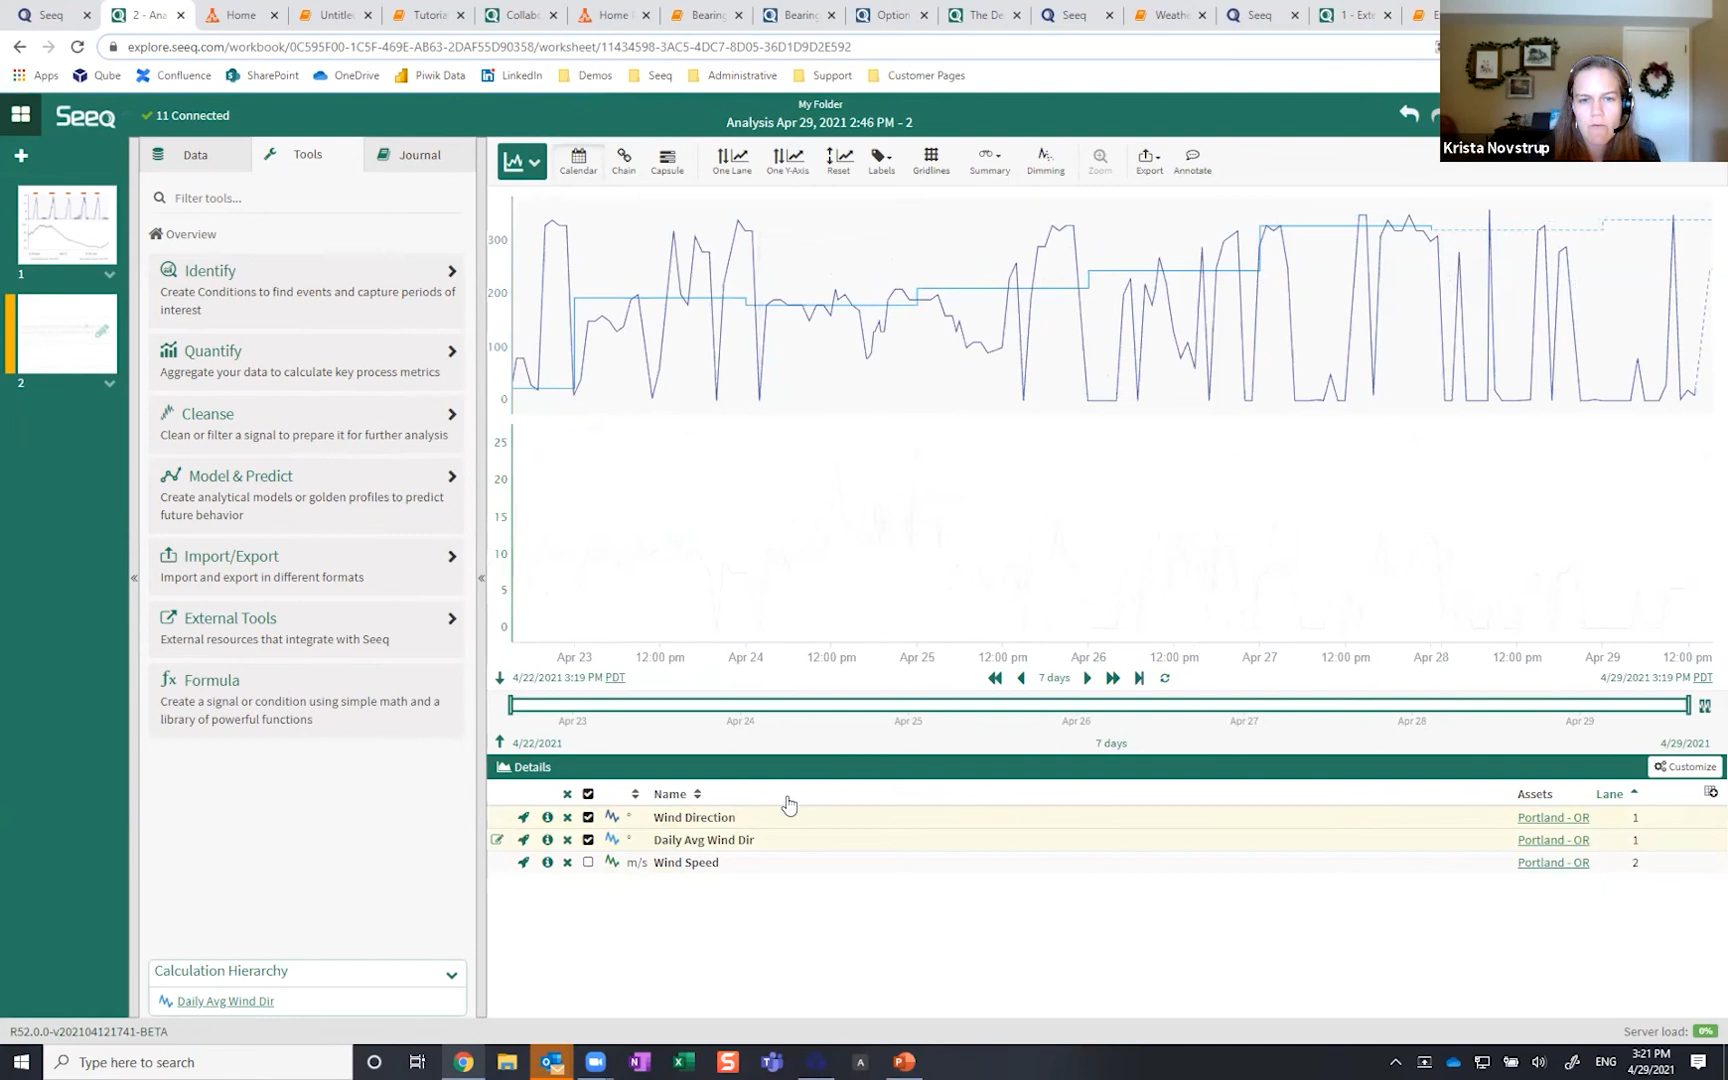 Seeq
2 - Ana
Home
Untitle
Tutoria
Collab
Home
Bearing
Bearing
Option
The De
Seeq
Weathe
Seeq
1 - Ext
E
explore.seeq.com/workbook/0C595F00-1C5F-469E-AB63-2DAF55D90358/worksheet/11434598-3AC5-4DC7-8D05-36D1D9D2E592
Apps
Qube
Confluence
SharePoint
OneDrive
Piwik Data
LinkedIn
Demos
Seeq
Administrative
Support
Customer Pages
Krista Novstrup
Seeq
11 Connected
My Folder
Analysis Apr 29, 2021 2:46 PM - 2
Data
Tools
Journal
Calendar
Chain
Capsule
One Lane
One Y-Axis
Reset
Labels
Gridlines
Summary
Dimming
Zoom
Export
Annotate
1
2
Filter tools...
Overview
Identify
Create Conditions to find events and capture periods of
interest
Quantify
Aggregate your data to calculate key process metrics
Cleanse
Clean or filter a signal to prepare it for further analysis
Model & Predict
Create analytical models or golden profiles to predict
future behavior
Import/Export
Import and export in different formats
External Tools
External resources that integrate with Seeq
Formula
Create a signal or condition using simple math and a
library of powerful functions
Calculation Hierarchy
Daily Avg Wind Dir
300
200
100
0
25
20
15
10
5
0
Apr 23
12:00 pm
Apr 24
12:00 pm
Apr 25
12:00 pm
Apr 26
12:00 pm
Apr 27
12:00 pm
Apr 28
12:00 pm
Apr 29
12:00 pm
4/22/2021 3:19 PM PDT
7 days
4/29/2021 3:19 PM PDT
Apr 23
Apr 24
Apr 25
Apr 26
Apr 27
Apr 28
Apr 29
4/22/2021
7 days
4/29/2021
Details
Customize
Name
Assets
Lane
° Wind Direction Portland - OR 1
° Daily Avg Wind Dir Portland - OR 1
m/s Wind Speed Portland - OR 2
R52.0.0-v202104121741-BETA
Server load: 0%
Type here to search
ENG
3:21 PM
4/29/2021